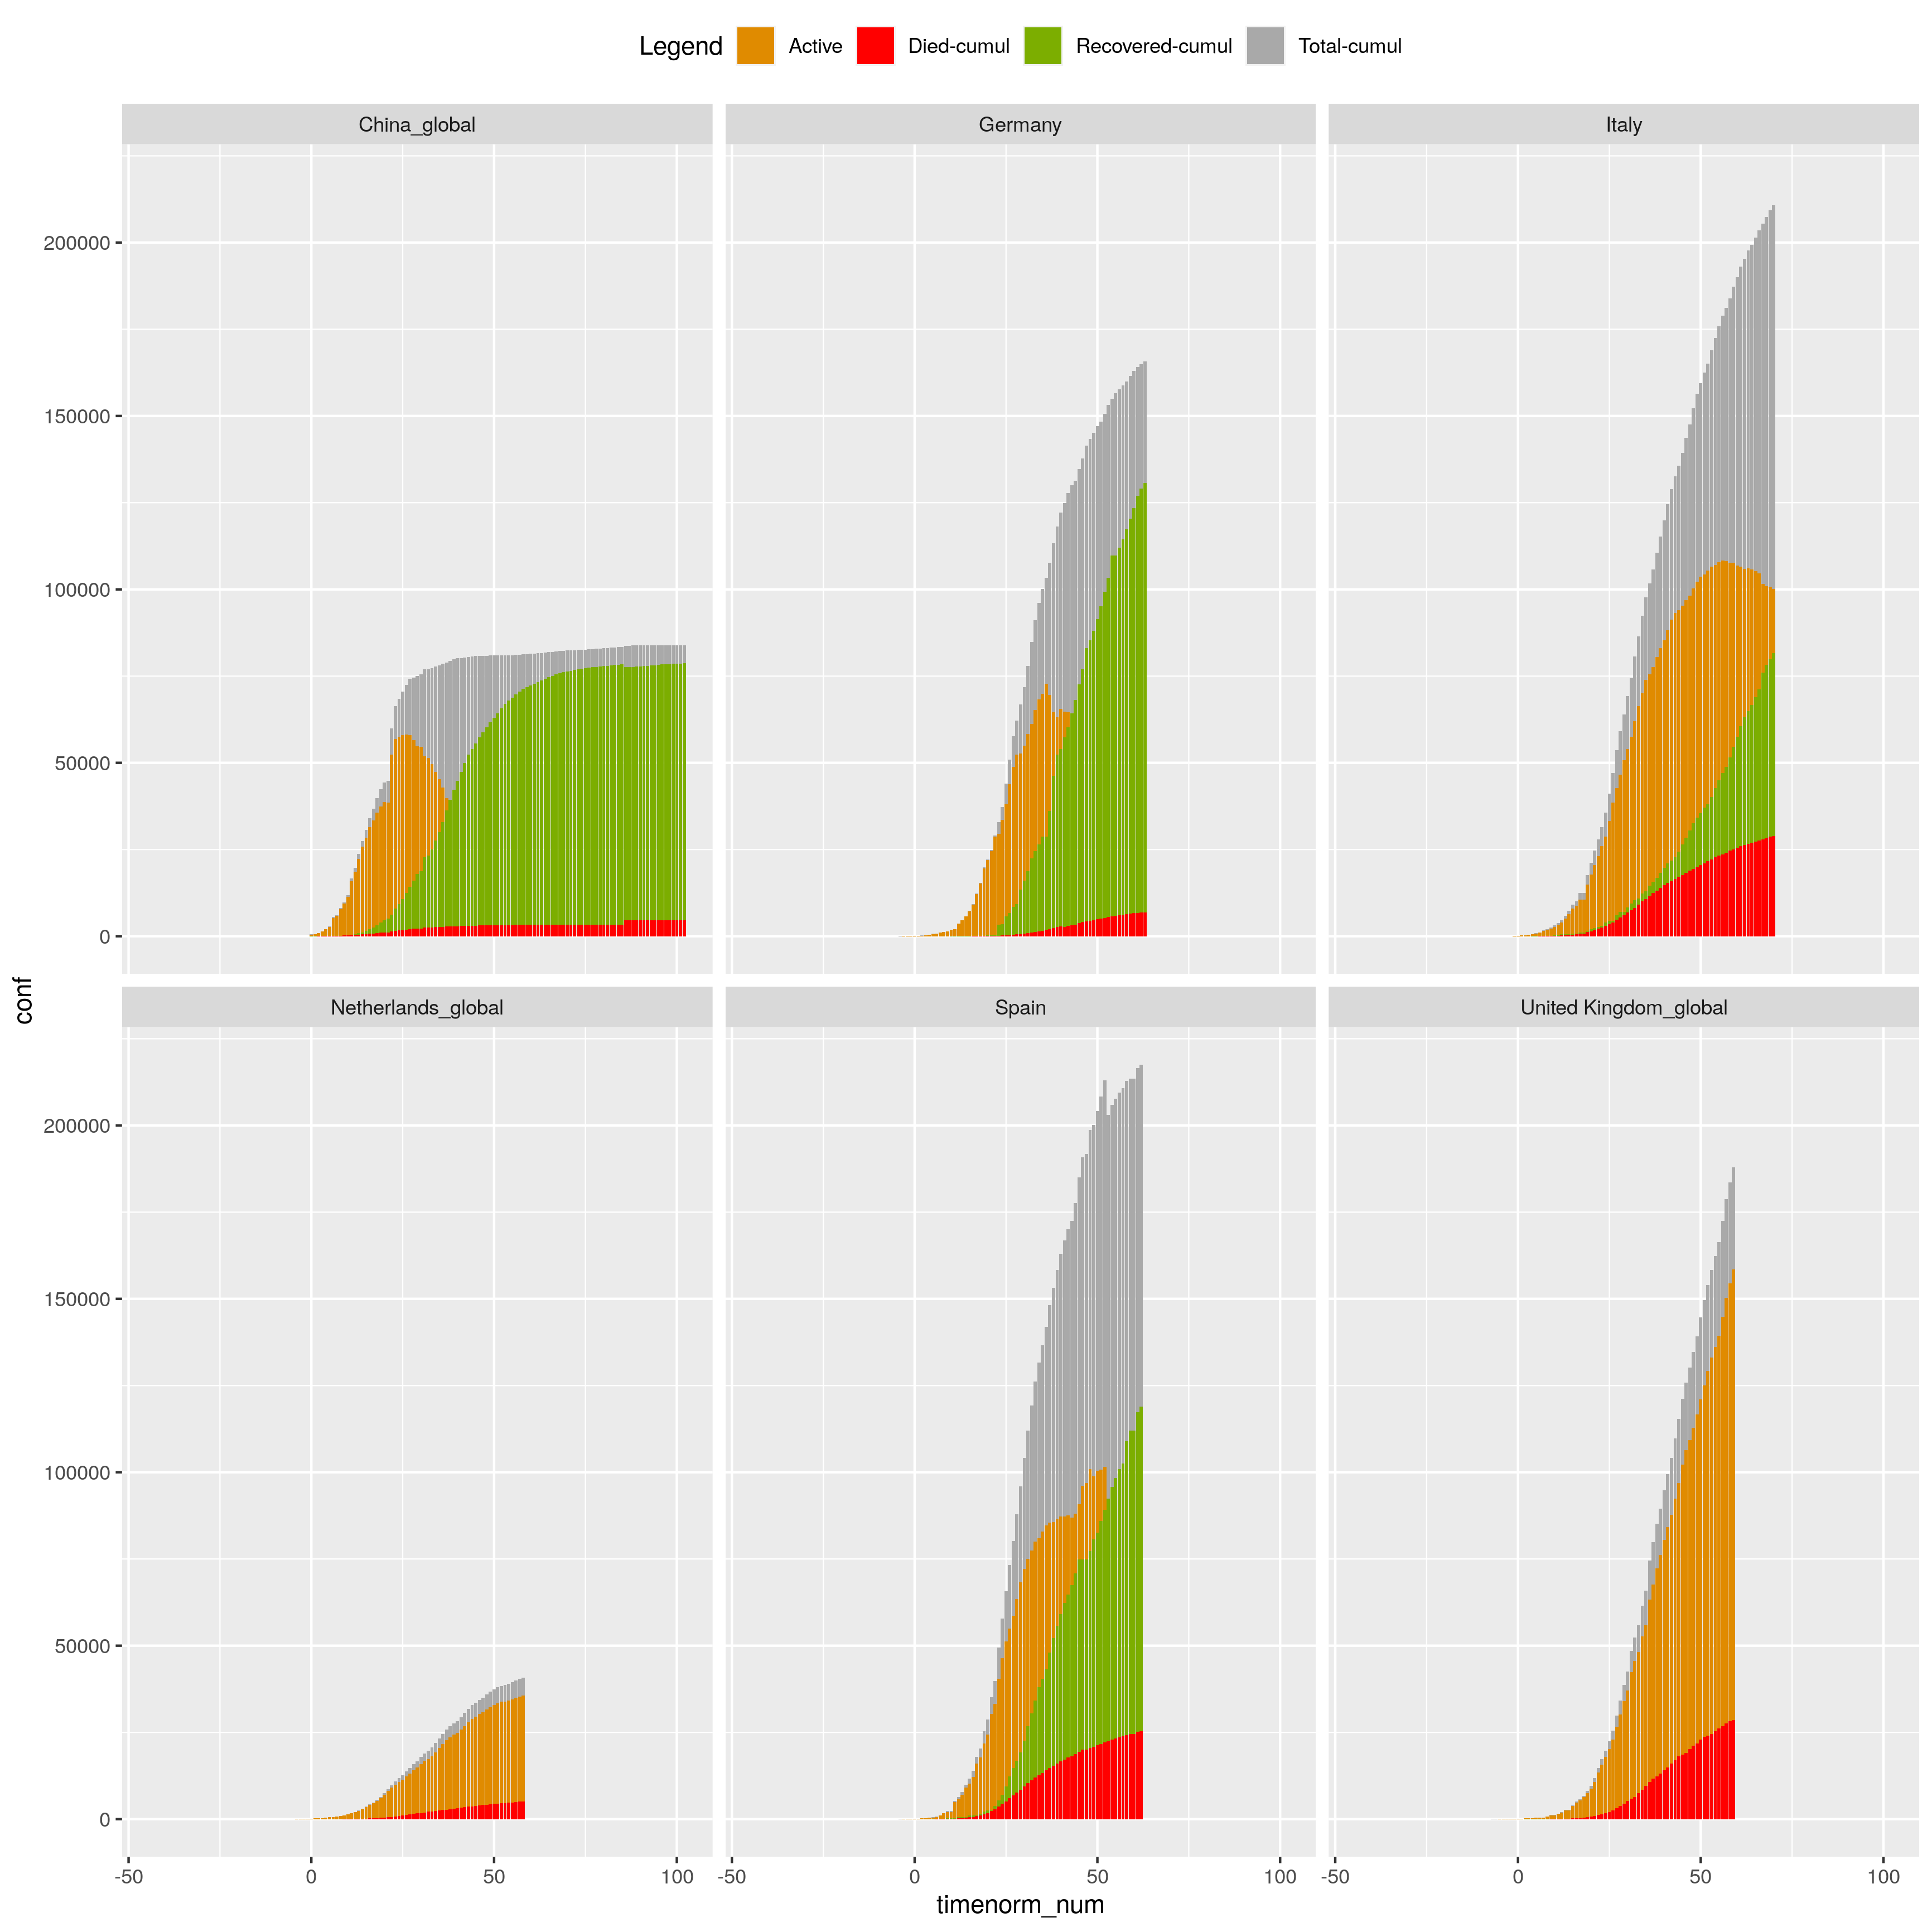 Legend Active Died-cumul Recovered-cumul Total-cumul
China_global Germany Italy
200000
150000
100000
50000
0
conf
Netherlands_global Spain United Kingdom_global
200000
150000
100000
50000
0
-50 0 50 100 -50 0 50 100 -50 0 50 100
timenorm_num